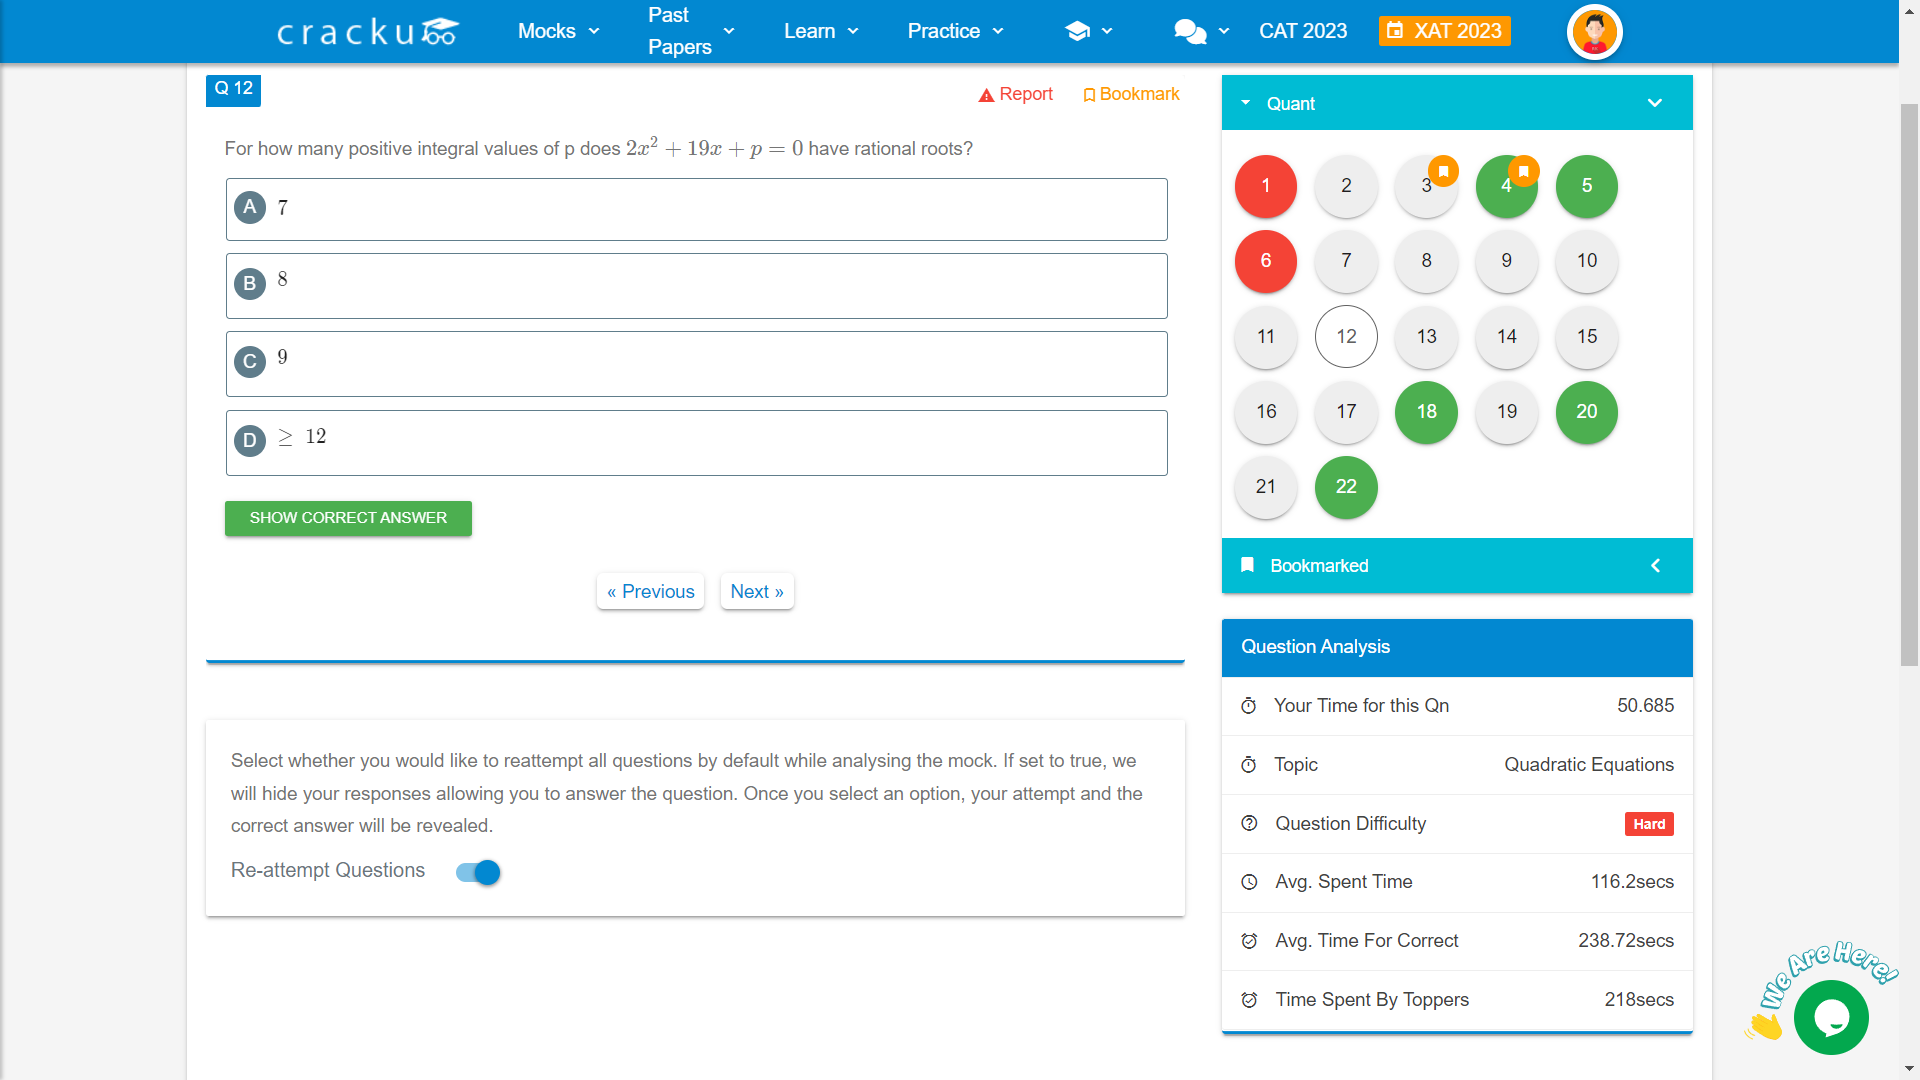 cracku
Mocks
Past
Papers
Learn
Practice
CAT 2023
XAT 2023
Q 12
Report
Bookmark
For how many positive integral values of p does 2x² + 19x + p = 0 have rational roots?
A 7
B 8
C 9
D ≥ 12
SHOW CORRECT ANSWER
« Previous
Next »
Select whether you would like to reattempt all questions by default while analysing the mock. If set to true, we
will hide your responses allowing you to answer the question. Once you select an option, your attempt and the
correct answer will be revealed.
Re-attempt Questions
Quant
1 2 3 4 5
6 7 8 9 10
11 12 13 14 15
16 17 18 19 20
21 22
Bookmarked
Question Analysis
Your Time for this Qn 50.685
Topic Quadratic Equations
Question Difficulty Hard
Avg. Spent Time 116.2secs
Avg. Time For Correct 238.72secs
Time Spent By Toppers 218secs
We Are Here!